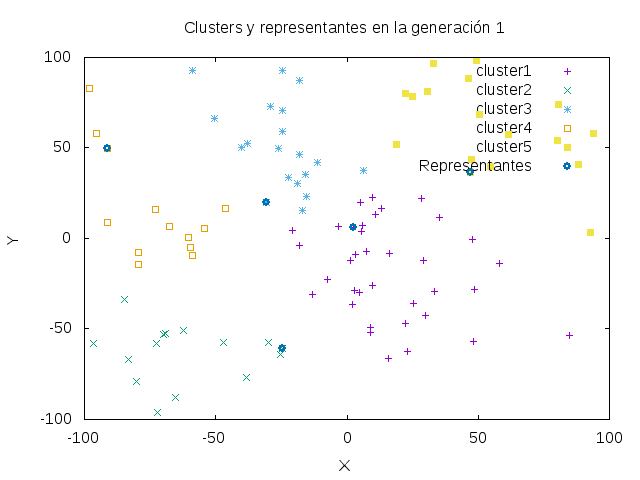 Clusters y representantes en la generación 1
100
50
0
-50
-100
-100
-50
0
50
100
Y
X
cluster1
cluster2
cluster3
cluster4
cluster5
Representantes